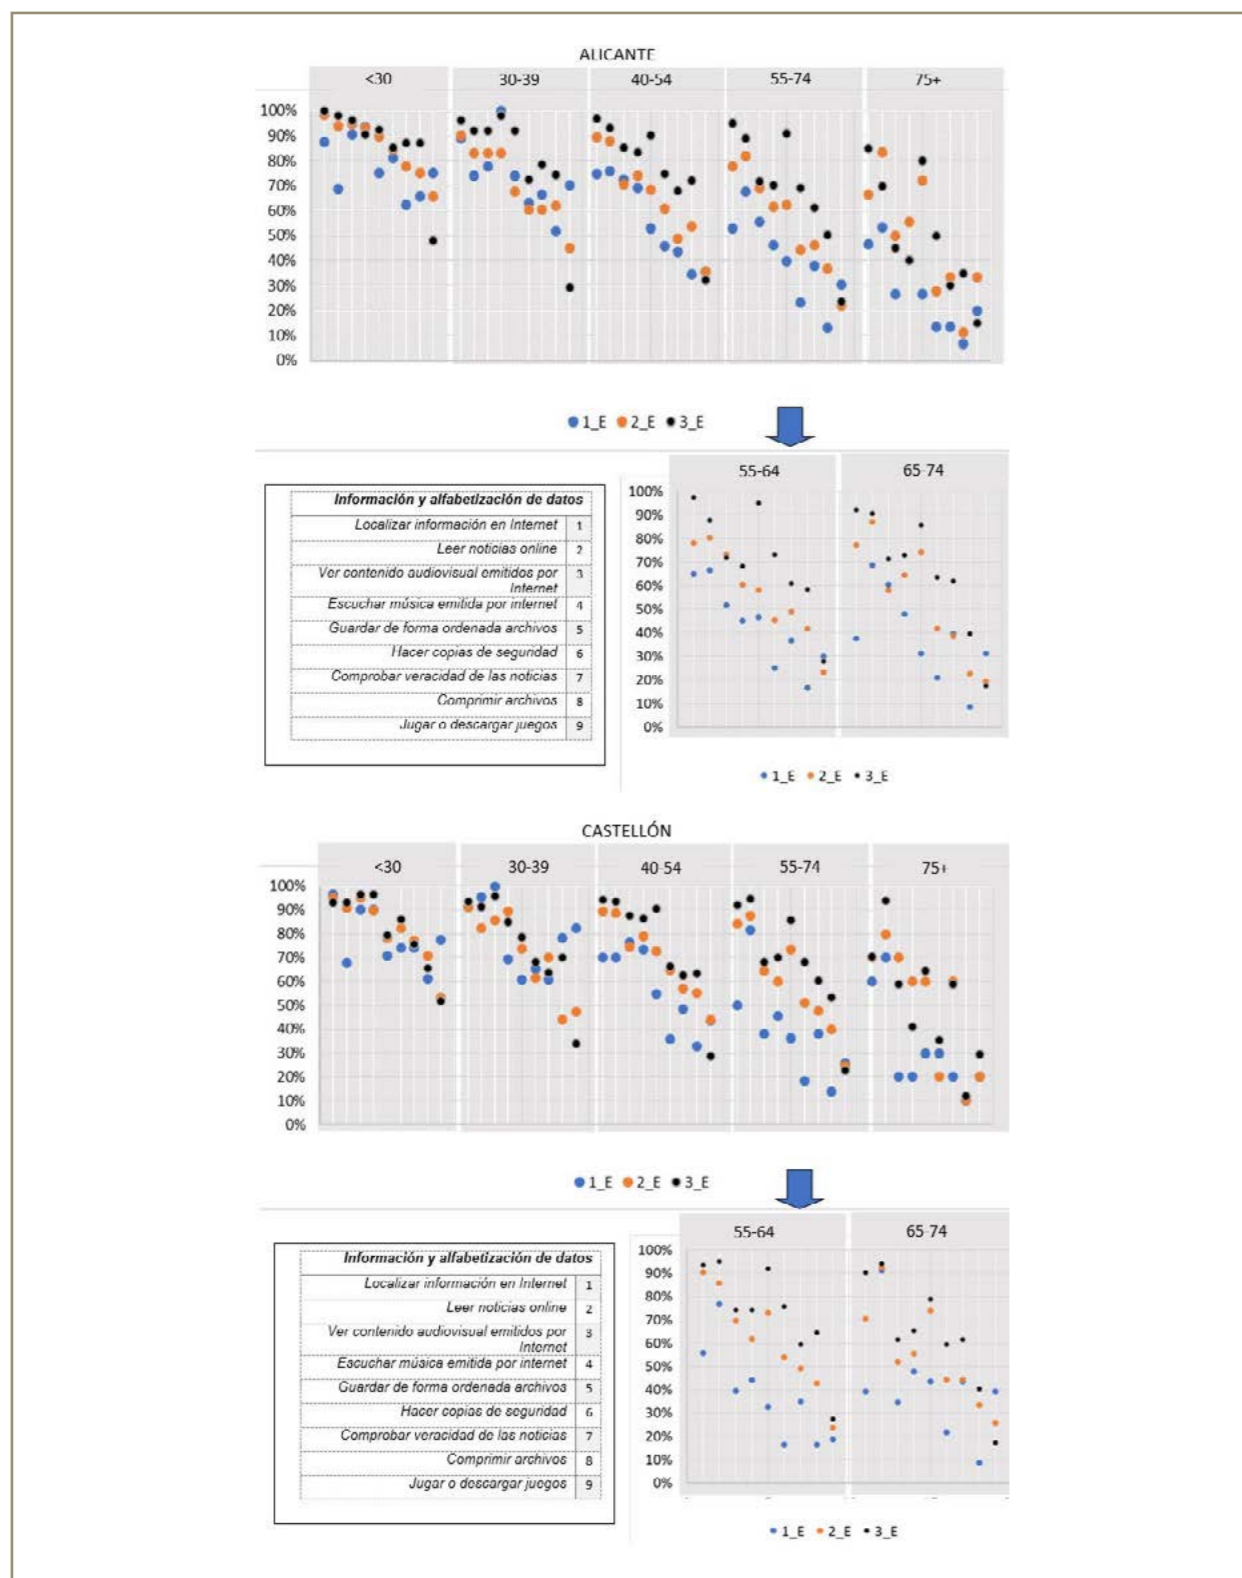 ALICANTE
<30 30-39 40-54 55-74 75+
100%
90%
80%
70%
60%
50%
40%
30%
20%
10%
0%
1_E 2_E 3_E
Información y alfabetización de datos
Localizar información en Internet 1
Leer noticias online 2
Ver contenido audiovisual emitidos por
Internet 3
Escuchar música emitida por internet 4
Guardar de forma ordenada archivos 5
Hacer copias de seguridad 6
Comprobar veracidad de las noticias 7
Comprimir archivos 8
Jugar o descargar juegos 9
55-64 65-74
100%
90%
80%
70%
60%
50%
40%
30%
20%
10%
0%
1_E 2_E 3_E
CASTELLÓN
<30 30-39 40-54 55-74 75+
100%
90%
80%
70%
60%
50%
40%
30%
20%
10%
0%
1_E 2_E 3_E
Información y alfabetización de datos
Localizar información en Internet 1
Leer noticias online 2
Ver contenido audiovisual emitidos por
Internet 3
Escuchar música emitida por internet 4
Guardar de forma ordenada archivos 5
Hacer copias de seguridad 6
Comprobar veracidad de las noticias 7
Comprimir archivos 8
Jugar o descargar juegos 9
55-64 65-74
100%
90%
80%
70%
60%
50%
40%
30%
20%
10%
0%
1_E 2_E 3_E